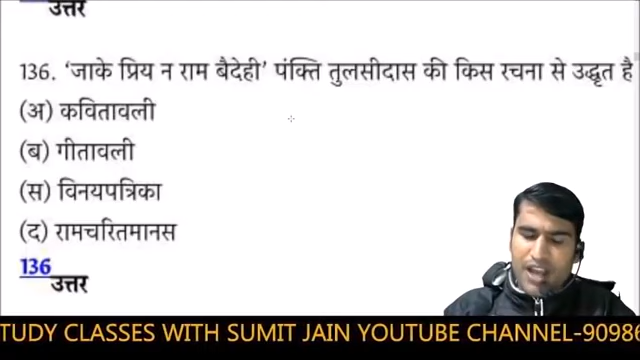 उत्तर
136. ‘जाके प्रिय न राम बैदेही’ पंक्ति तुलसीदास की किस रचना से उद्धृत है
(अ) कवितावली
(ब) गीतावली
(स) विनयपत्रिका
(द) रामचरितमानस
136
उत्तर
TUDY CLASSES WITH SUMIT JAIN YOUTUBE CHANNEL-90986